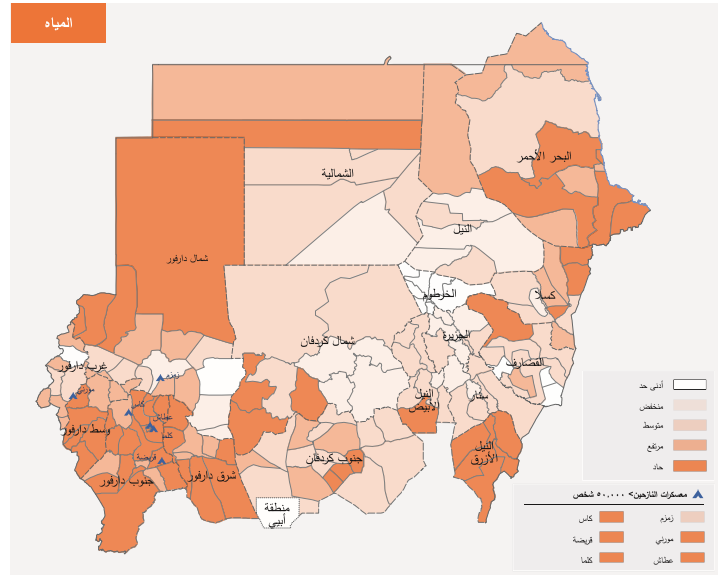 المياه
البحر الأحمر
الشمالية
النيل
شمال دارفور
الخرطوم
كسلا
الجزيرة
شمال كردفان
القضارف
غرب دارفور
زمزم
مورني
النيل
الأبيض
سنار
كاس
عطاش
وسط دارفور
كلما
النيل
الأزرق
قريضة
جنوب كردفان
شرق دارفور
جنوب دارفور
منطقة
أبيي
أدنى حد
منخفض
متوسط
مرتفع
حاد
معسكرات النازحين> ٥٠،٠٠٠ شخص
زمزم
كاس
مورني
قريضة
عطاش
كلما